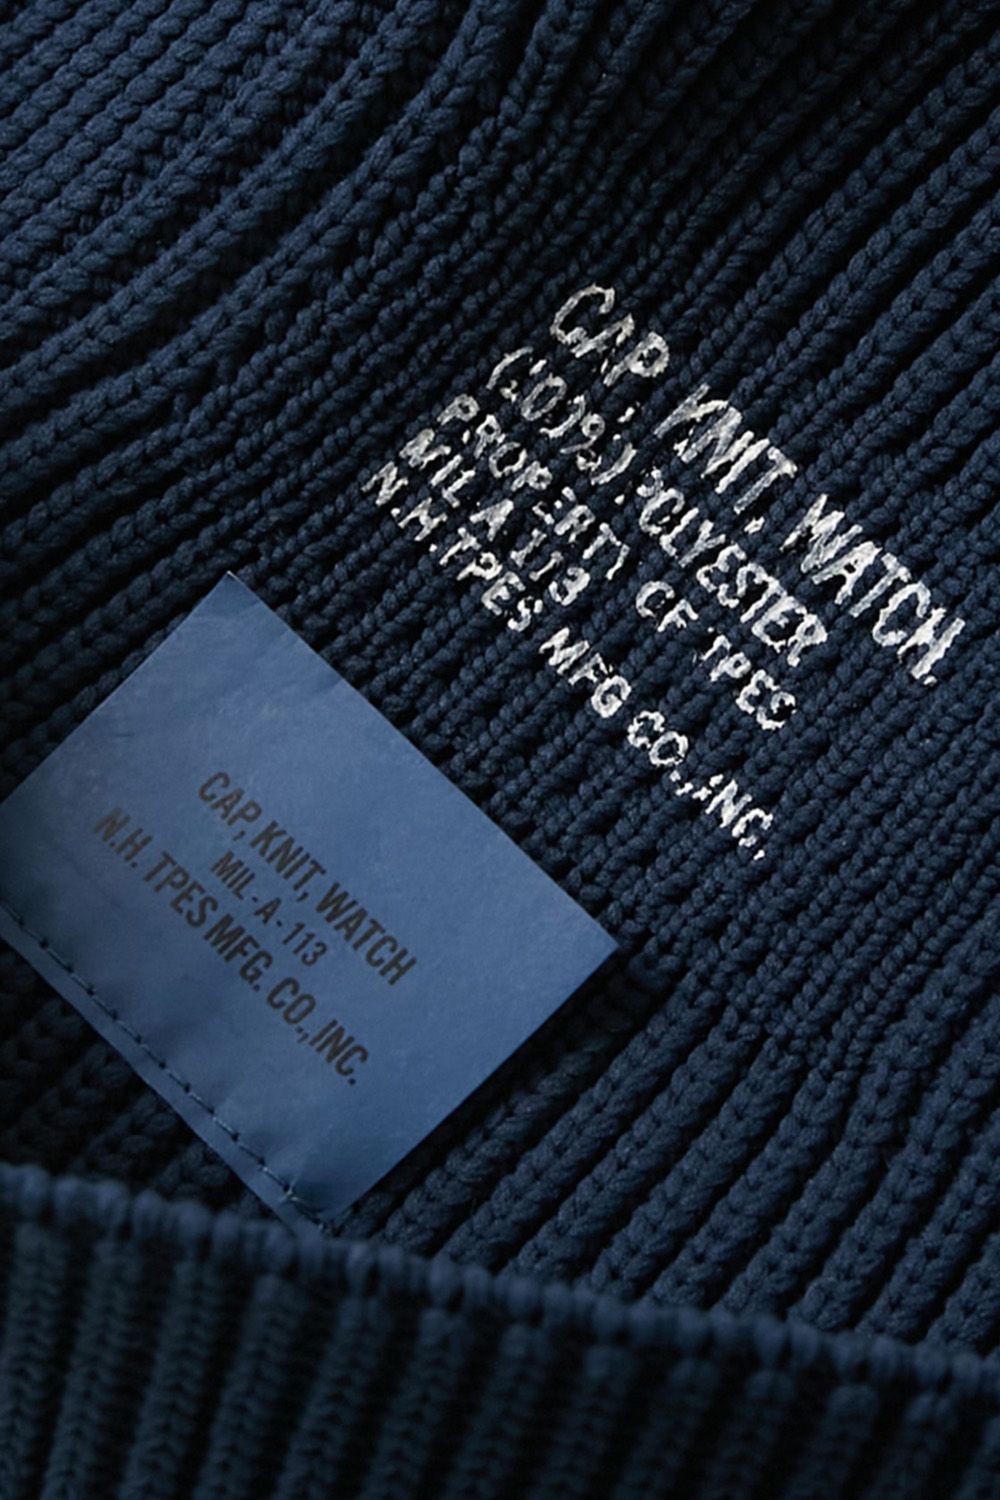 CAP, KNIT, WATCH.
POLYESTER
PROPERTY OF TPES
MIL A 113
N.H.TPES MFG CO.,INC.
CAP, KNIT, WATCH
MIL-A-113
N.H. TPES MFG. CO.,INC.